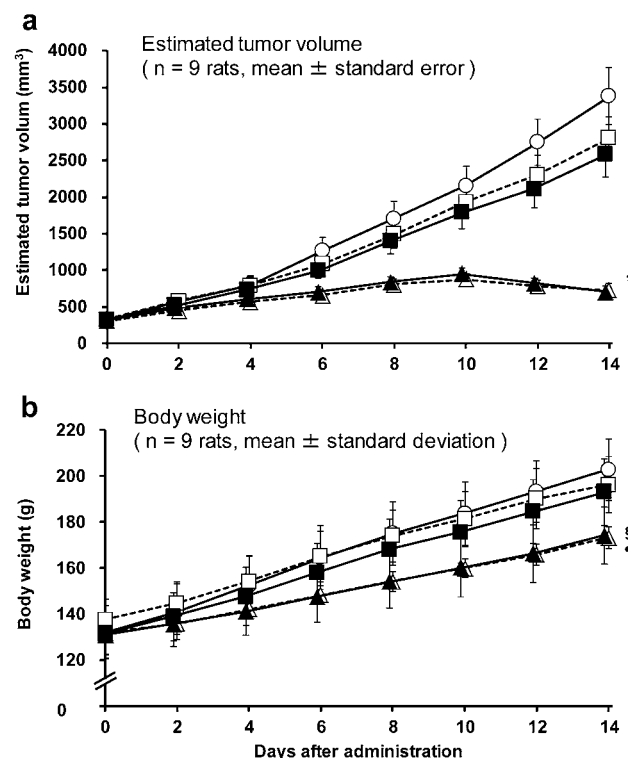 a
Estimated tumor volume
( n = 9 rats, mean ± standard error )
Estimated tumor volum (mm³)
4000
3500
3000
2500
2000
1500
1000
500
0
0 2 4 6 8 10 12 14
b
Body weight
( n = 9 rats, mean ± standard deviation )
Body weight (g)
220
200
180
160
140
120
0
0 2 4 6 8 10 12 14
Days after administration